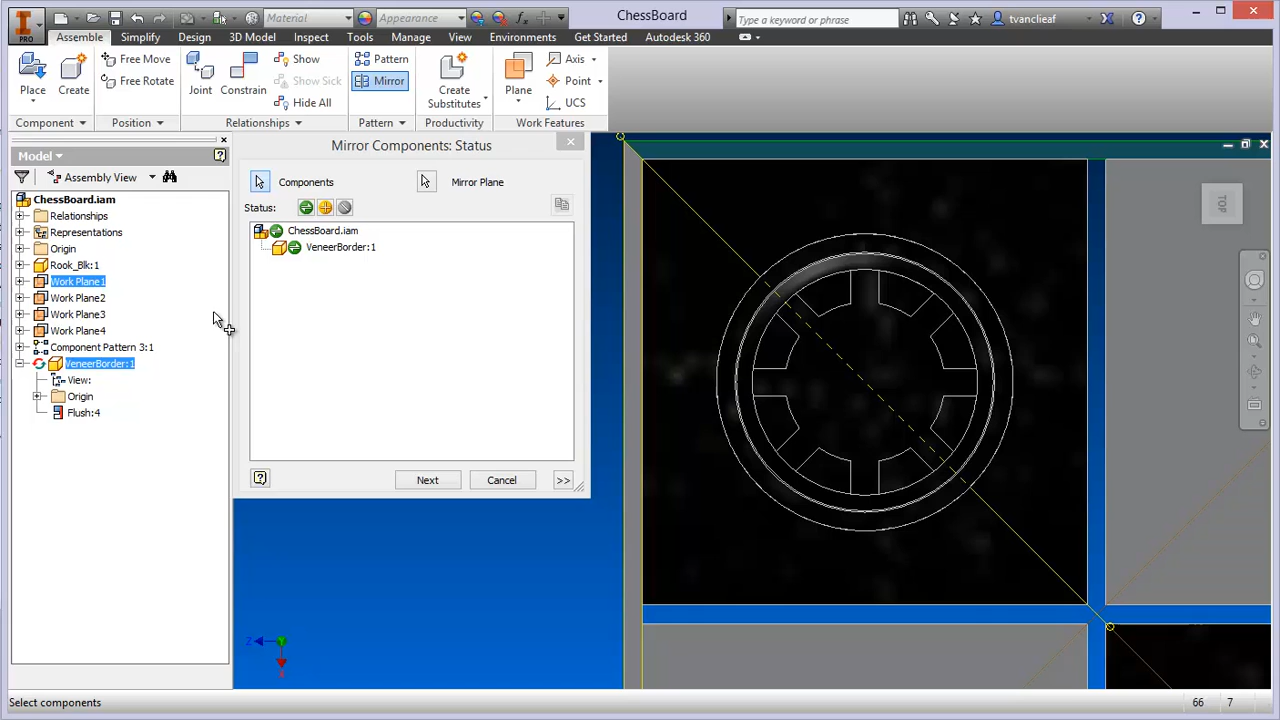 Material
Appearance
ChessBoard
Type a keyword or phrase
tvanclieaf
PRO
Assemble
Simplify
Design
3D Model
Inspect
Tools
Manage
View
Environments
Get Started
Autodesk 360
Place
Create
Free Move
Free Rotate
Joint
Constrain
Show
Show Sick
Hide All
Pattern
Mirror
Create
Substitutes
Plane
Axis
Point
UCS
Component
Position
Relationships
Pattern
Productivity
Work Features
Model
Assembly View
ChessBoard.iam
Relationships
Representations
Origin
Rook_Blk:1
Work Plane1
Work Plane2
Work Plane3
Work Plane4
Component Pattern 3:1
VeneerBorder:1
View:
Origin
Flush:4
Mirror Components: Status
Components
Mirror Plane
Status:
ChessBoard.iam
VeneerBorder:1
Next
Cancel
>>
TOP
Z
Select components
66
7